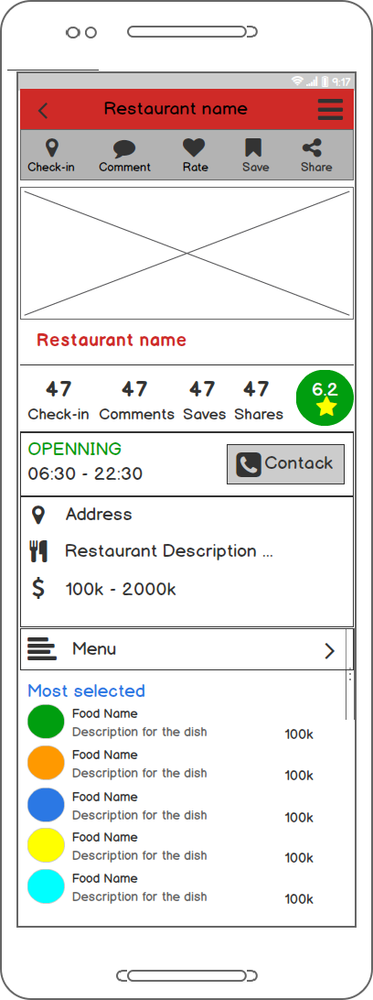 9:17
Restaurant name
Check-in Comment Rate Save Share
Restaurant name
47 47 47 47 6.2
Check-in Comments Saves Shares
OPENNING
06:30 - 22:30
Contack
Address
Restaurant Description ...
$ 100k - 2000k
Menu
Most selected
Food Name
Description for the dish 100k
Food Name
Description for the dish 100k
Food Name
Description for the dish 100k
Food Name
Description for the dish 100k
Food Name
Description for the dish 100k